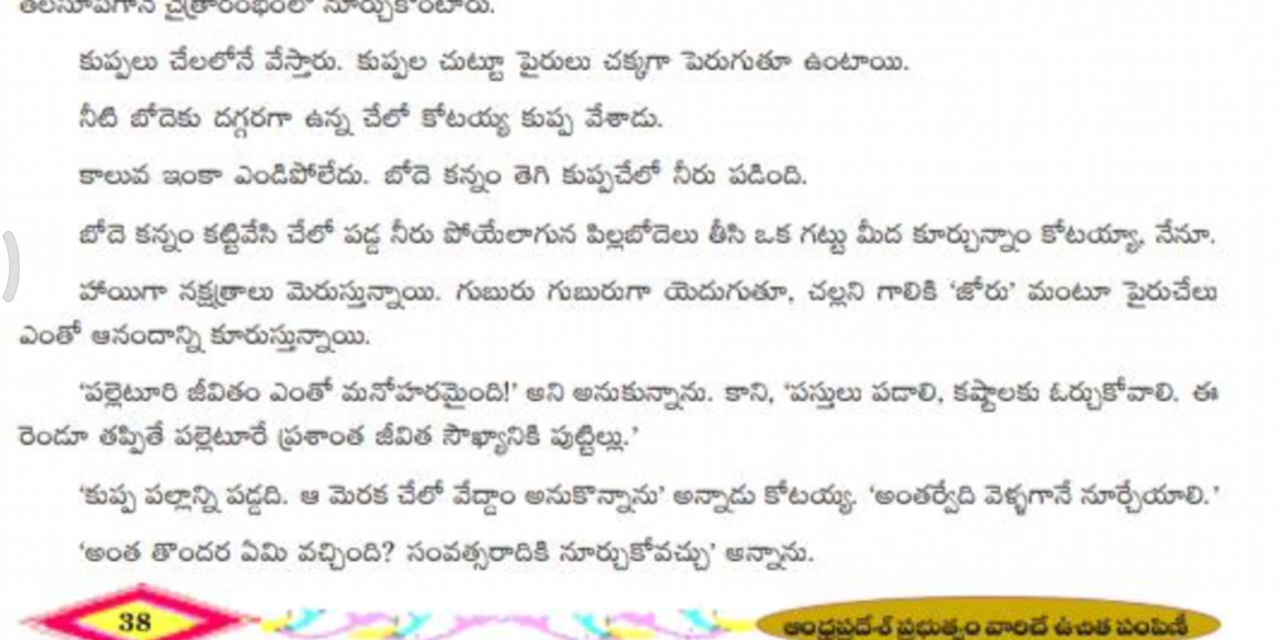 తలసూపగానే చైత్రారంభంలో నూర్చుకొంటారు.
కుప్పలు చేలలోనే వేస్తారు. కుప్పల చుట్టూ పైరులు చక్కగా పెరుగుతూ ఉంటాయి.
నీటి బోదెకు దగ్గరగా ఉన్న చేలో కోటయ్య కుప్ప వేశాడు.
కాలువ ఇంకా ఎండిపోలేదు. బోదె కన్నం తెగి కుప్పచేలో నీరు పడింది.
బోదె కన్నం కట్టివేసి చేలో పడ్డ నీరు పోయేలాగున పిల్లబోదెలు తీసి ఒక గట్టు మీద కూర్చున్నాం కోటయ్యా, నేనూ.
హాయిగా నక్షత్రాలు మెరుస్తున్నాయి. గుబురు గుబురుగా యెదుగుతూ, చల్లని గాలికి ‘జోరు’ మంటూ పైరుచేలు
ఎంతో ఆనందాన్ని కూరుస్తున్నాయి.
‘పల్లెటూరి జీవితం ఎంతో మనోహరమైంది!’ అని అనుకున్నాను. కాని, ‘పస్తులు పడాలి, కష్టాలకు ఓర్చుకోవాలి. ఈ
రెండూ తప్పితే పల్లెటూరే ప్రశాంత జీవిత సౌఖ్యానికి పుట్టిల్లు.’
‘కుప్ప పల్లాన్ని పడ్డది. ఆ మెరక చేలో వేద్దాం అనుకొన్నాను’ అన్నాడు కోటయ్య. ‘అంతర్వేది వెళ్ళగానే నూర్చేయాలి.’
‘అంత తొందర ఏమి వచ్చింది? సంవత్సరాదికి నూర్చుకోవచ్చు’ అన్నాను.
38
ఆంధ్రప్రదేశ్ ప్రభుత్వం వారిచే ఉచిత పంపిణీ